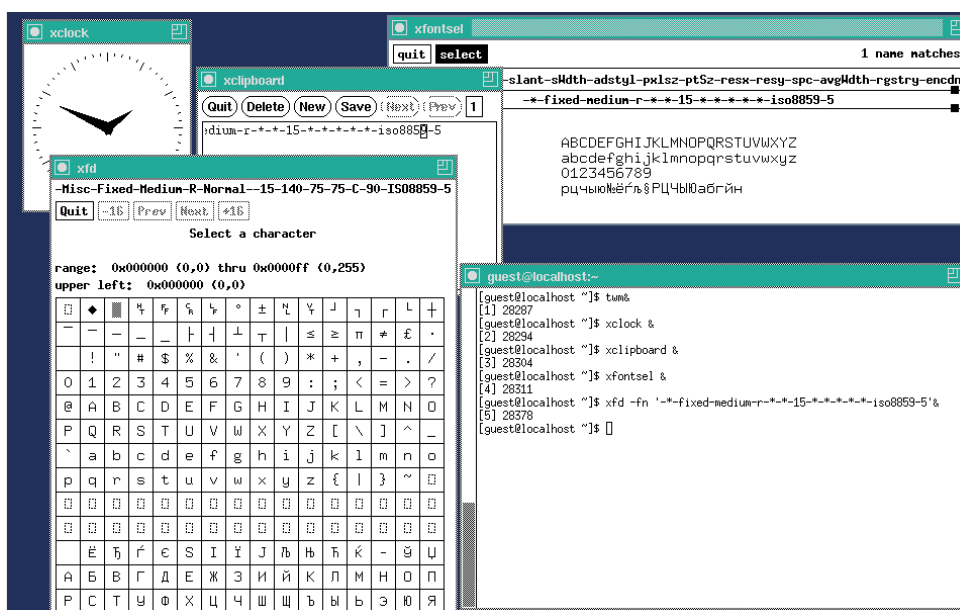 xclock
xfontsel
quit select 1 name matches
-slant-sWdth-adstyl-pxlsz-ptSz-resx-resy-spc-avgWdth-rgstry-encdn
-*-fixed-medium-r-*-*-15-*-*-*-*-*-iso8859-5
ABCDEFGHIJKLMNOPQRSTUVWXYZ
abcdefghijklmnopqrstuvwxyz
0123456789
рцчыю№ёѓљ§РЦЧЫЮабгйн
xclipboard
Quit Delete New Save Next Prev 1
dium-r-*-*-15-*-*-*-*-*-iso8859-5
xfd
-Misc-Fixed-Medium-R-Normal--15-140-75-75-C-90-ISO8859-5
Quit -16 Prev Next +16
Select a character
range: 0x000000 (0,0) thru 0x0000ff (0,255)
upper left: 0x000000 (0,0)
◆ ▒ ␉ ␌ ␍ ␊ ° ± ␤ ␋ ┘ ┐ ┌ └ ┼
⎺ ⎻ ─ ⎼ ⎽ ├ ┤ ┴ ┬ │ ≤ ≥ π ≠ £ ·
! " # $ % & ' ( ) * + , - . /
0 1 2 3 4 5 6 7 8 9 : ; < = > ?
@ A B C D E F G H I J K L M N O
P Q R S T U V W X Y Z [ \ ] ^ _
` a b c d e f g h i j k l m n o
p q r s t u v w x y z { | } ~
Ё Ђ Ѓ Є Ѕ І Ї Ј Љ Њ Ћ Ќ - Ў Џ
А Б В Г Д Е Ж З И Й К Л М Н О П
Р С Т У Ф Х Ц Ч Ш Щ Ъ Ы Ь Э Ю Я
guest@localhost:~
[guest@localhost ~]$ twm&
[1] 28287
[guest@localhost ~]$ xclock &
[2] 28294
[guest@localhost ~]$ xclipboard &
[3] 28304
[guest@localhost ~]$ xfontsel &
[4] 28311
[guest@localhost ~]$ xfd -fn '-*-fixed-medium-r-*-*-15-*-*-*-*-*-iso8859-5'&
[5] 28378
[guest@localhost ~]$